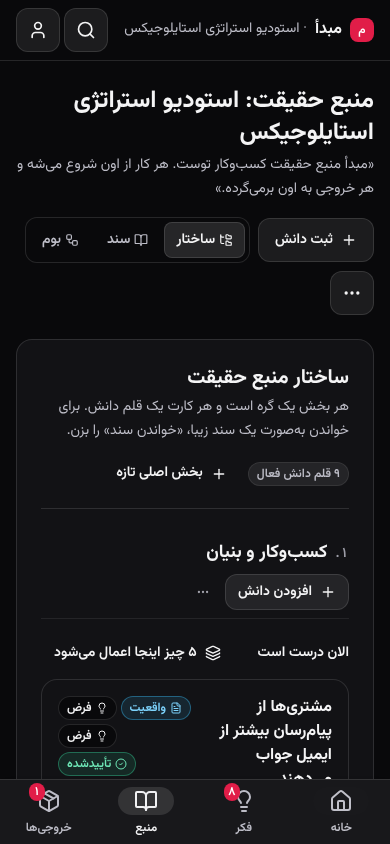 م مبدأ · استودیو استراتژی استایلوجیکس
منبع حقیقت: استودیو استراتژی
استایلوجیکس
«مبدأ منبع حقیقت کسب‌وکار توست. هر کار از اون شروع می‌شه و
هر خروجی به اون برمی‌گرده.»
ثبت دانش ساختار سند بوم
ساختار منبع حقیقت
هر بخش یک گره است و هر کارت یک قلم دانش. برای
خواندن به‌صورت یک سند زیبا، «خواندن سند» را بزن.
۹ قلم دانش فعال بخش اصلی تازه
۱. کسب‌وکار و بنیان
افزودن دانش
الان درست است ۵ چیز اینجا اعمال می‌شود
مشتری‌ها از واقعیت فرض
پیام‌رسان بیشتر از فرض
ایمیل جواب تأییدشده
می‌دهند
۸ ۱
خانه فکر منبع خروجی‌ها